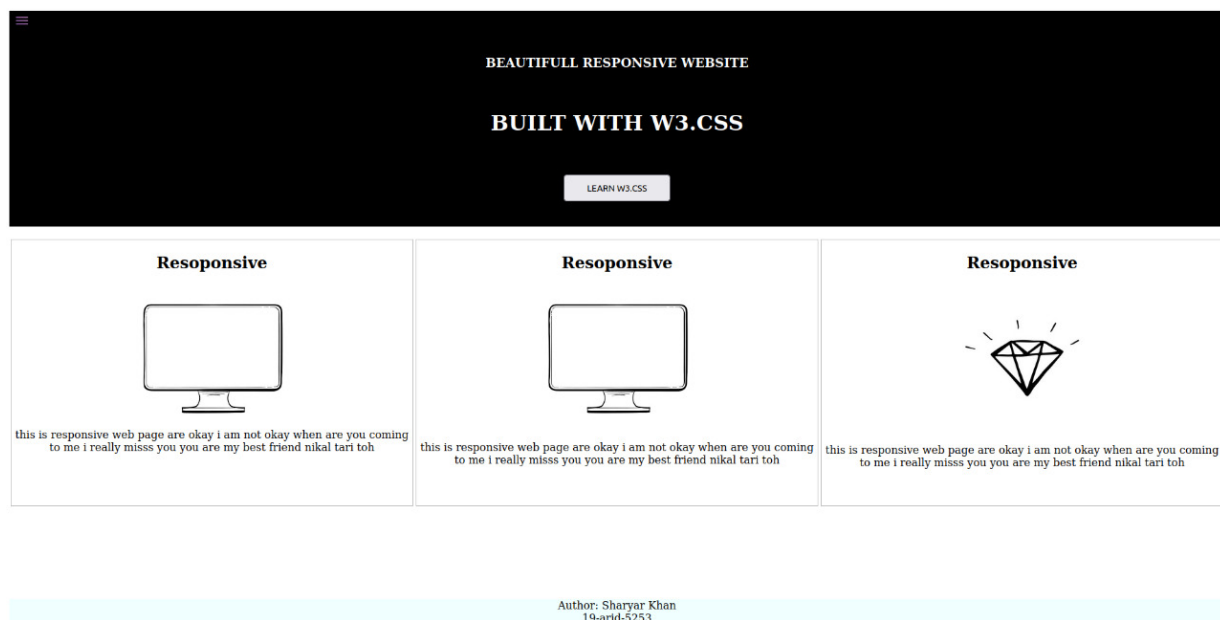 BEAUTIFULL RESPONSIVE WEBSITE
BUILT WITH W3.CSS
LEARN W3.CSS
Resoponsive
this is responsive web page are okay i am not okay when are you coming
to me i really misss you you are my best friend nikal tari toh
Resoponsive
this is responsive web page are okay i am not okay when are you coming
to me i really misss you you are my best friend nikal tari toh
Resoponsive
this is responsive web page are okay i am not okay when are you coming
to me i really misss you you are my best friend nikal tari toh
Author: Sharyar Khan
19-arid-5253